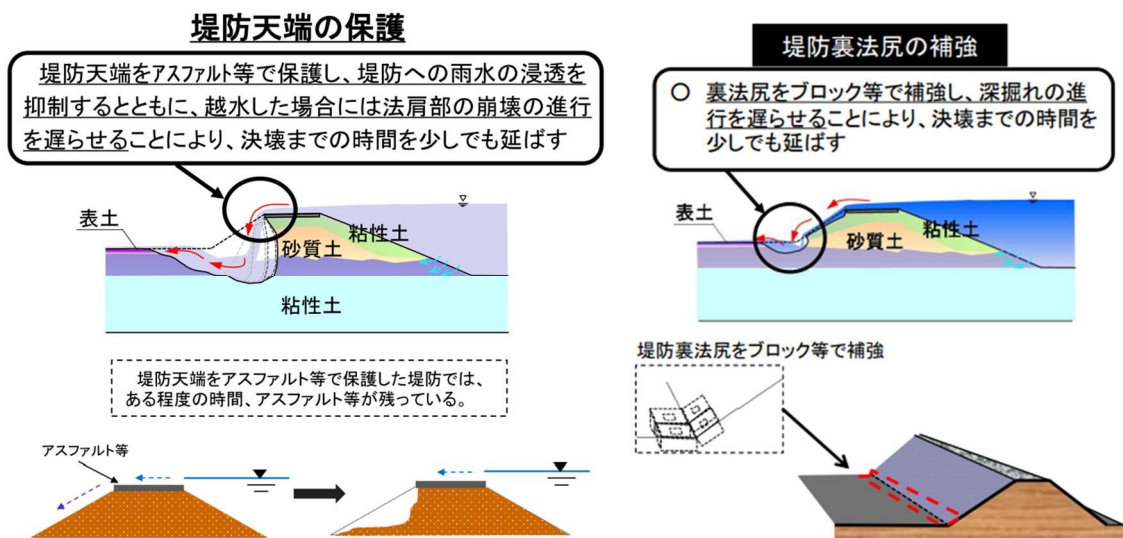 堤防天端の保護
堤防天端をアスファルト等で保護し、堤防への雨水の浸透を
抑制するとともに、越水した場合には法肩部の崩壊の進行
を遅らせることにより、決壊までの時間を少しでも延ばす
表土
粘性土
砂質土
粘性土
堤防天端をアスファルト等で保護した堤防では、
ある程度の時間、アスファルト等が残っている。
アスファルト等
堤防裏法尻の補強
○ 裏法尻をブロック等で補強し、深掘れの進
行を遅らせることにより、決壊までの時間を
少しでも延ばす
表土
粘性土
砂質土
堤防裏法尻をブロック等で補強